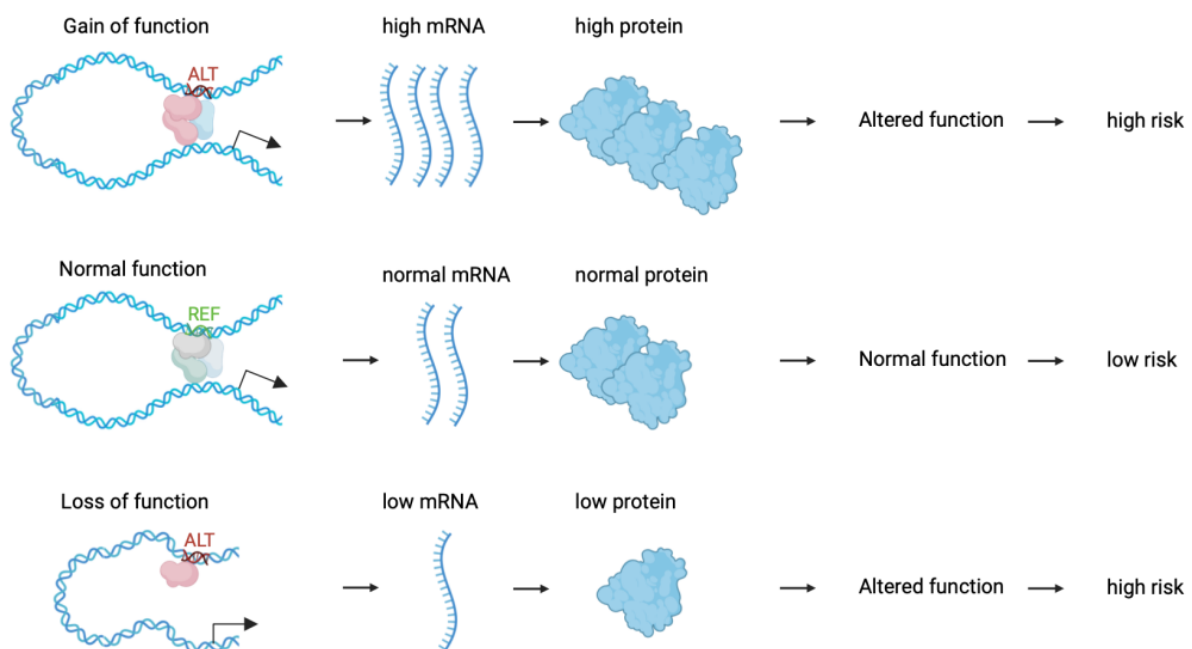 Gain of function
high mRNA
high protein
ALT
Altered function
high risk
Normal function
normal mRNA
normal protein
REF
Normal function
low risk
Loss of function
low mRNA
low protein
ALT
Altered function
high risk